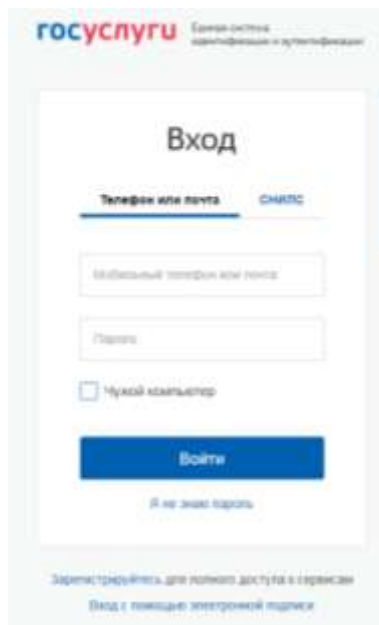 госуслуги
Единая система
идентификации и аутентификации
Вход
Телефон или почта
СНИЛС
Мобильный телефон или почта
Пароль
Чужой компьютер
Войти
Я не знаю пароль
Зарегистрируйтесь для полного доступа к сервисам
Вход с помощью электронной подписи